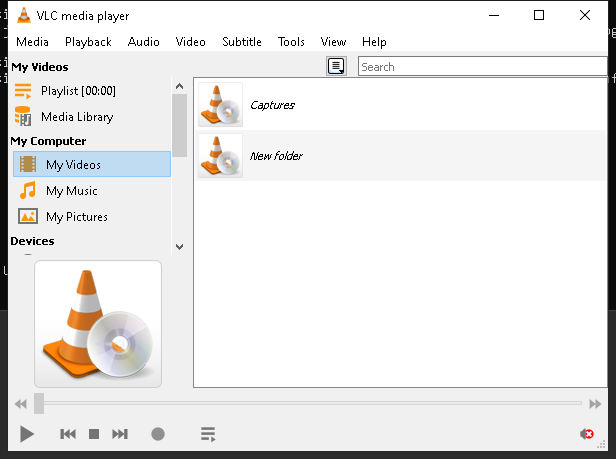 VLC media player
Media Playback Audio Video Subtitle Tools View Help
My Videos
Search
Playlist [00:00]
Media Library
My Computer
My Videos
My Music
My Pictures
Devices
Captures
New folder